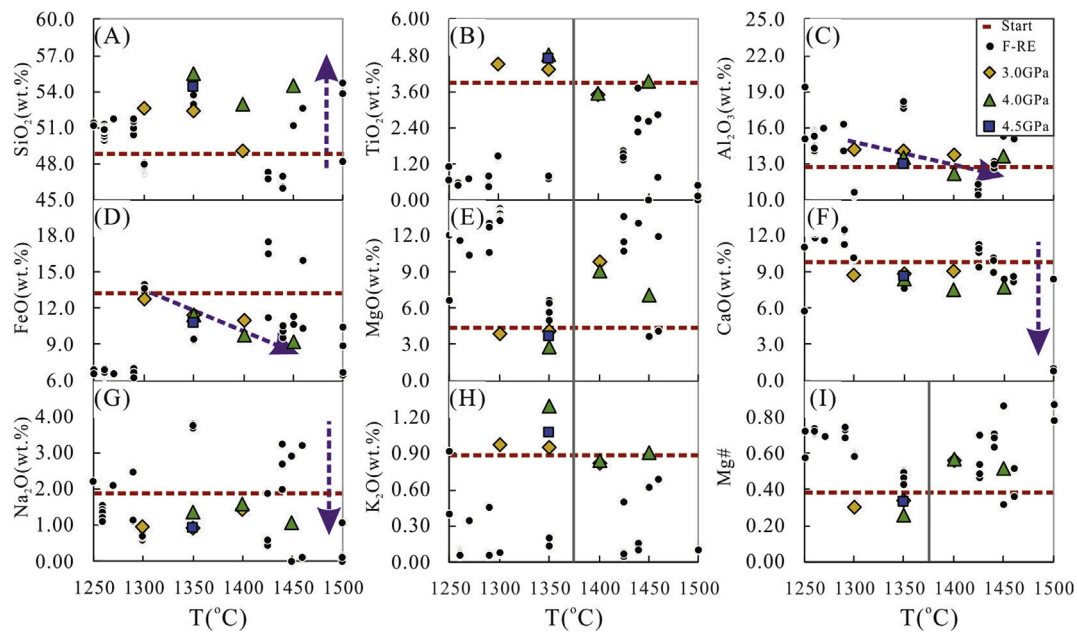 (A)
SiO₂(wt.%)
60.0
57.0
54.0
51.0
48.0
45.0
(B)
TiO₂(wt.%)
6.00
4.80
3.60
2.40
1.20
0.00
(C)
Al₂O₃(wt.%)
25.0
22.0
19.0
16.0
13.0
10.0
Start
F-RE
3.0GPa
4.0GPa
4.5GPa
(D)
FeO(wt.%)
18.0
15.0
12.0
9.0
6.0
(E)
MgO(wt.%)
12.0
9.0
6.0
3.0
0.0
(F)
CaO(wt.%)
12.0
9.0
6.0
3.0
0.0
(G)
Na₂O(wt.%)
4.00
3.00
2.00
1.00
0.00
1250 1300 1350 1400 1450 1500
T(°C)
(H)
K₂O(wt.%)
1.20
0.90
0.60
0.30
0.00
1250 1300 1350 1400 1450 1500
T(°C)
(I)
Mg#
0.80
0.60
0.40
0.20
0.00
1250 1300 1350 1400 1450 1500
T(°C)